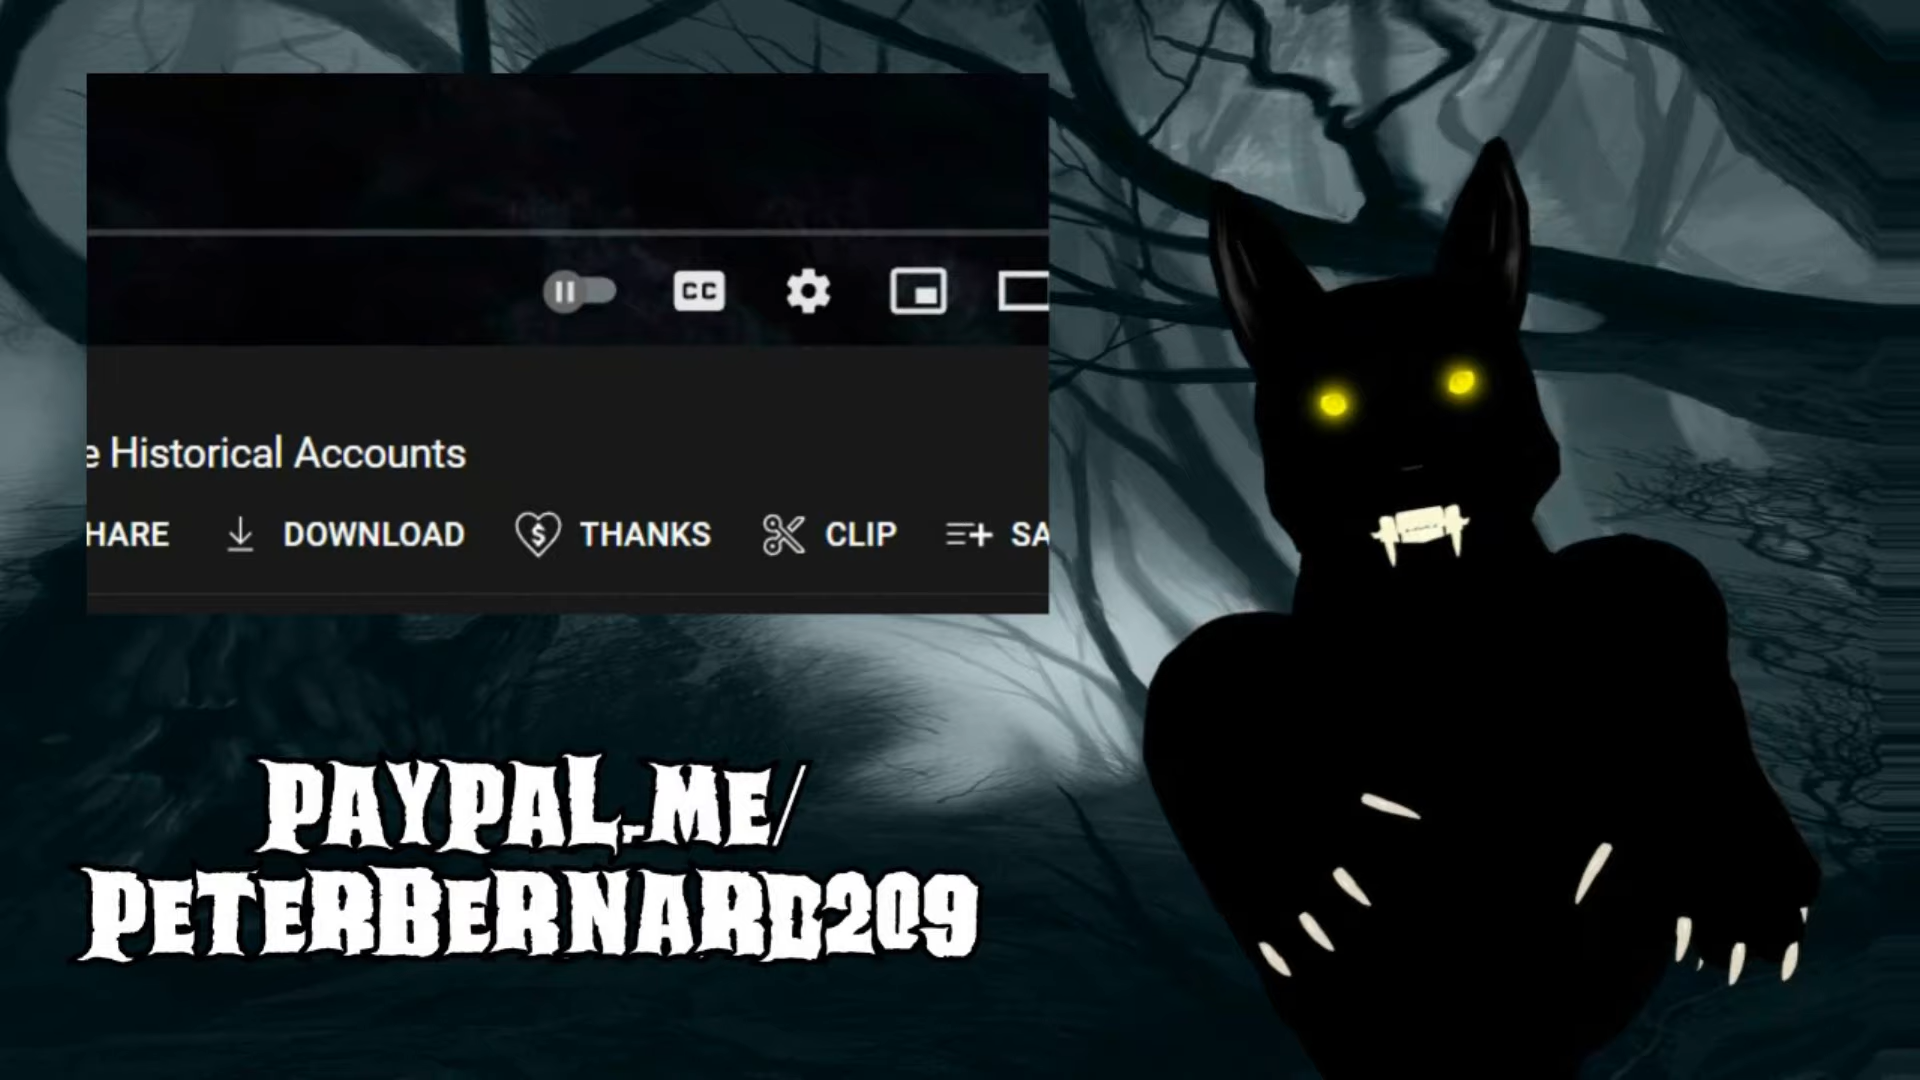 CC
e Historical Accounts
HARE DOWNLOAD THANKS CLIP SA
PAYPAL.ME/
PETERBERNARD209